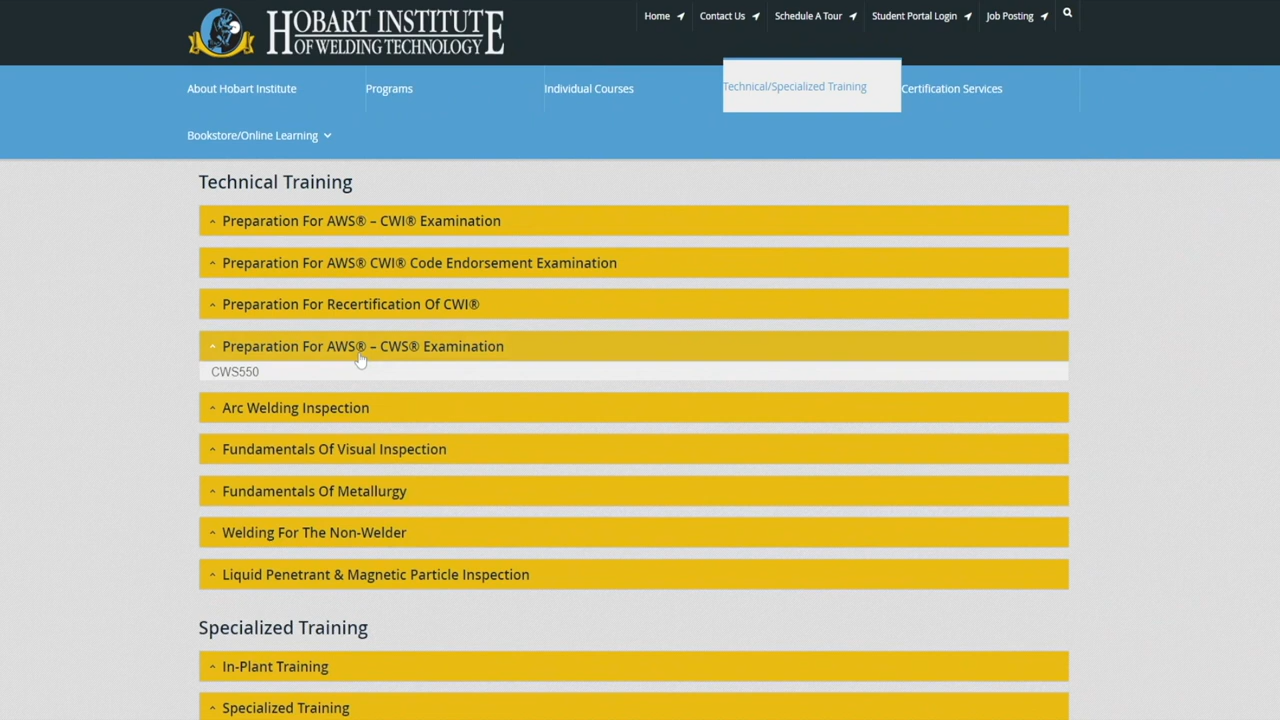 HOBART INSTITUTE
OF WELDING TECHNOLOGY
Home
Contact Us
Schedule A Tour
Student Portal Login
Job Posting
About Hobart Institute
Programs
Individual Courses
Technical/Specialized Training
Certification Services
Bookstore/Online Learning
Technical Training
Preparation For AWS® – CWI® Examination
Preparation For AWS® CWI® Code Endorsement Examination
Preparation For Recertification Of CWI®
Preparation For AWS® – CWS® Examination
CWS550
Arc Welding Inspection
Fundamentals Of Visual Inspection
Fundamentals Of Metallurgy
Welding For The Non-Welder
Liquid Penetrant & Magnetic Particle Inspection
Specialized Training
In-Plant Training
Specialized Training